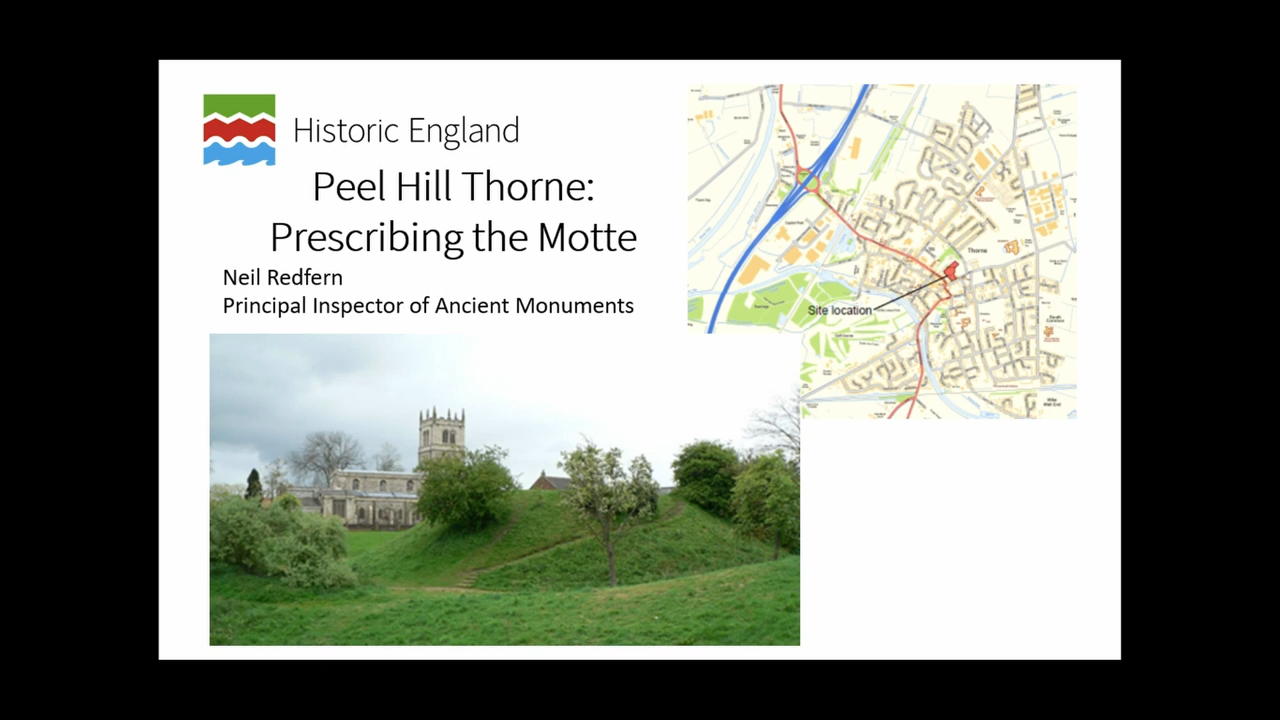 Historic England
Peel Hill Thorne:
Prescribing the Motte
Neil Redfern
Principal Inspector of Ancient Monuments
Thorne
Site location